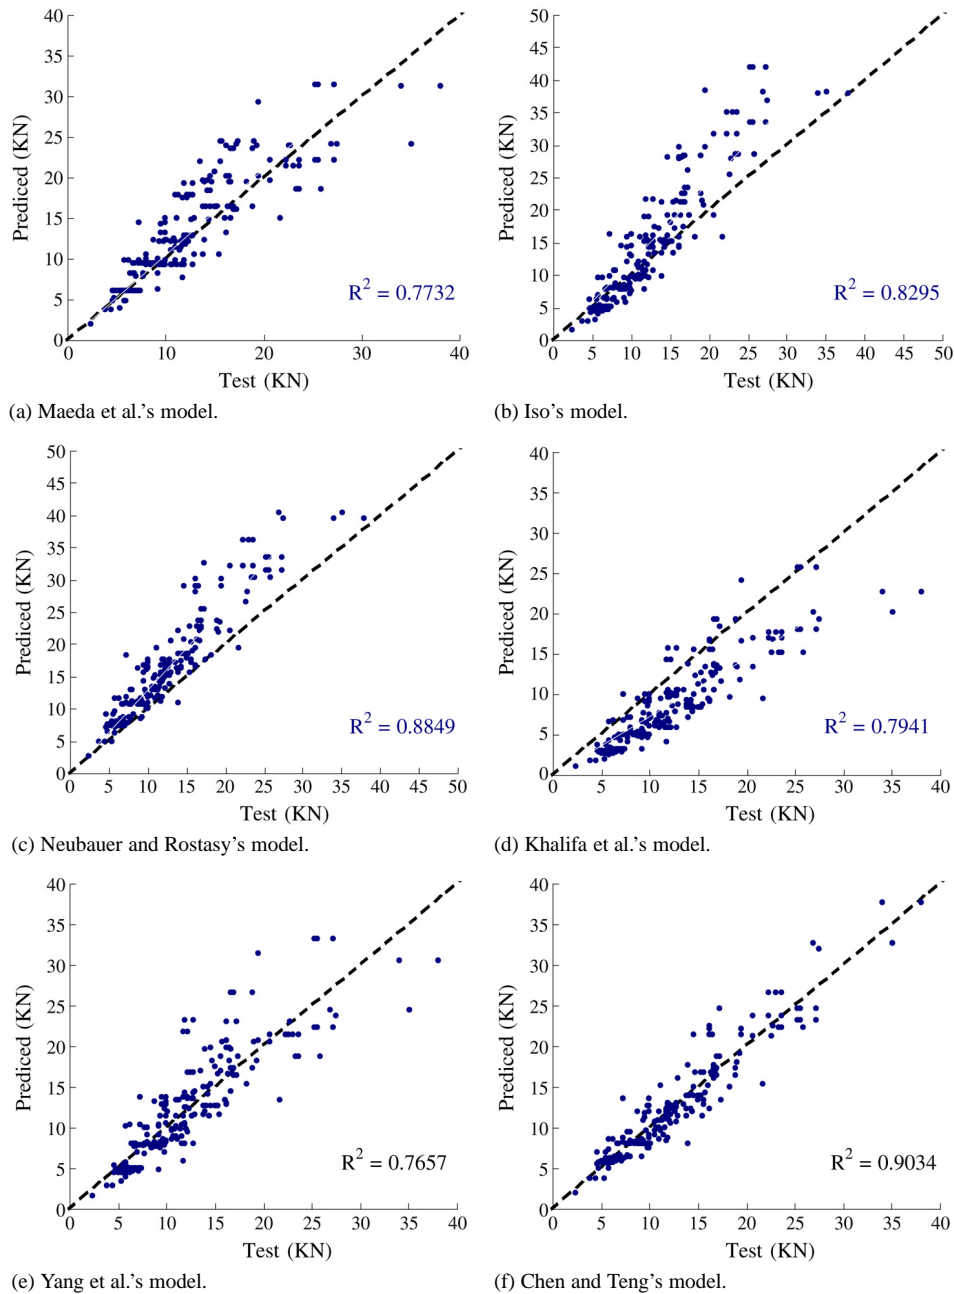 40
35
30
25
20
15
10
5
0
Prediced (KN)
R2 = 0.7732
0 10 20 30 40
Test (KN)
(a) Maeda et al.'s model.
50
45
40
35
30
25
20
15
10
5
0
Prediced (KN)
R2 = 0.8295
0 5 10 15 20 25 30 35 40 45 50
Test (KN)
(b) Iso's model.
50
45
40
35
30
25
20
15
10
5
0
Prediced (KN)
R2 = 0.8849
0 5 10 15 20 25 30 35 40 45 50
Test (KN)
(c) Neubauer and Rostasy's model.
40
35
30
25
20
15
10
5
0
Prediced (KN)
R2 = 0.7941
0 5 10 15 20 25 30 35 40
Test (KN)
(d) Khalifa et al.'s model.
40
35
30
25
20
15
10
5
0
Prediced (KN)
R2 = 0.7657
0 5 10 15 20 25 30 35 40
Test (KN)
(e) Yang et al.'s model.
40
35
30
25
20
15
10
5
0
Prediced (KN)
R2 = 0.9034
0 5 10 15 20 25 30 35 40
Test (KN)
(f) Chen and Teng's model.